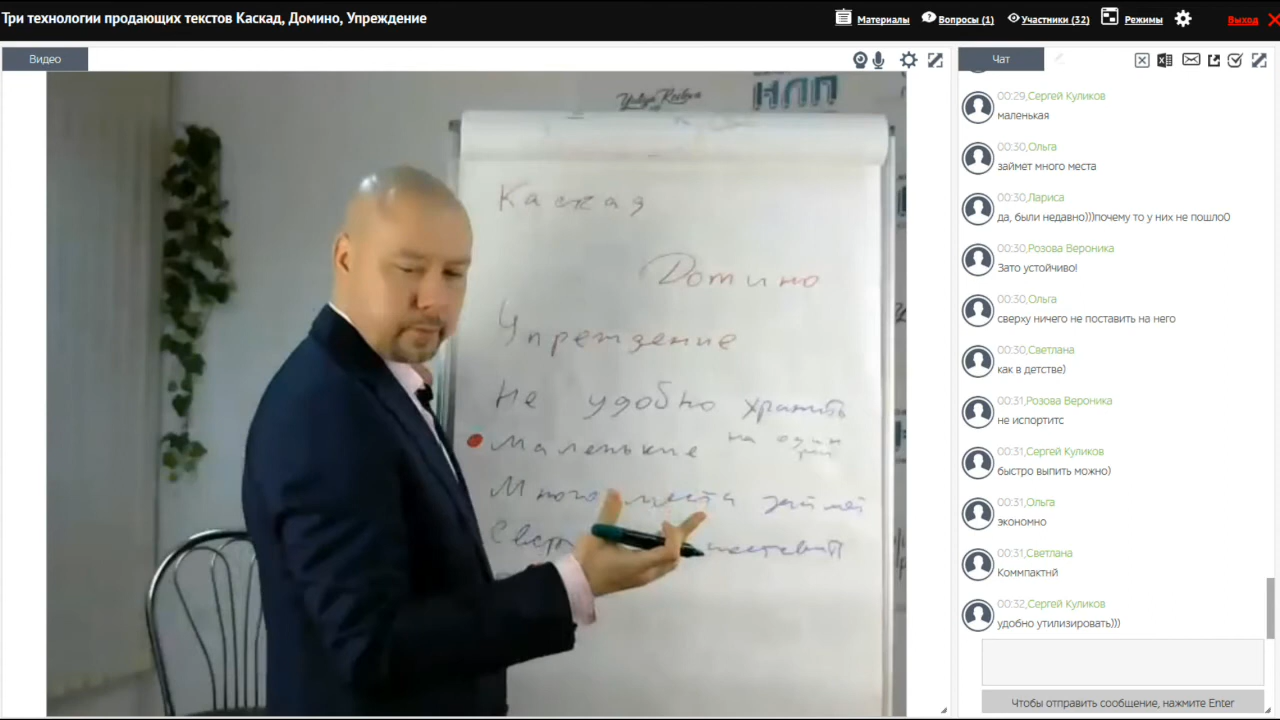 Три технологии продающих текстов Каскад, Домино, Упреждение
Материалы
Вопросы (1)
Участники (32)
Режимы
Выход
Видео
НЛП
Каскад
Домино
Упреждение
Не удобно хранить
Маленькие на один
Много места займет
Сверху поставить
Чат
00:29,Сергей Куликов
маленькая
00:30,Ольга
займет много места
00:30,Лариса
да, были недавно)))почему то у них не пошло0
00:30,Розова Вероника
Зато устойчиво!
00:30,Ольга
сверху ничего не поставить на него
00:30,Светлана
как в детстве)
00:31,Розова Вероника
не испортитс
00:31,Сергей Куликов
быстро выпить можно)
00:31,Ольга
экономно
00:31,Светлана
Коммпактнй
00:32,Сергей Куликов
удобно утилизировать)))
Чтобы отправить сообщение, нажмите Enter